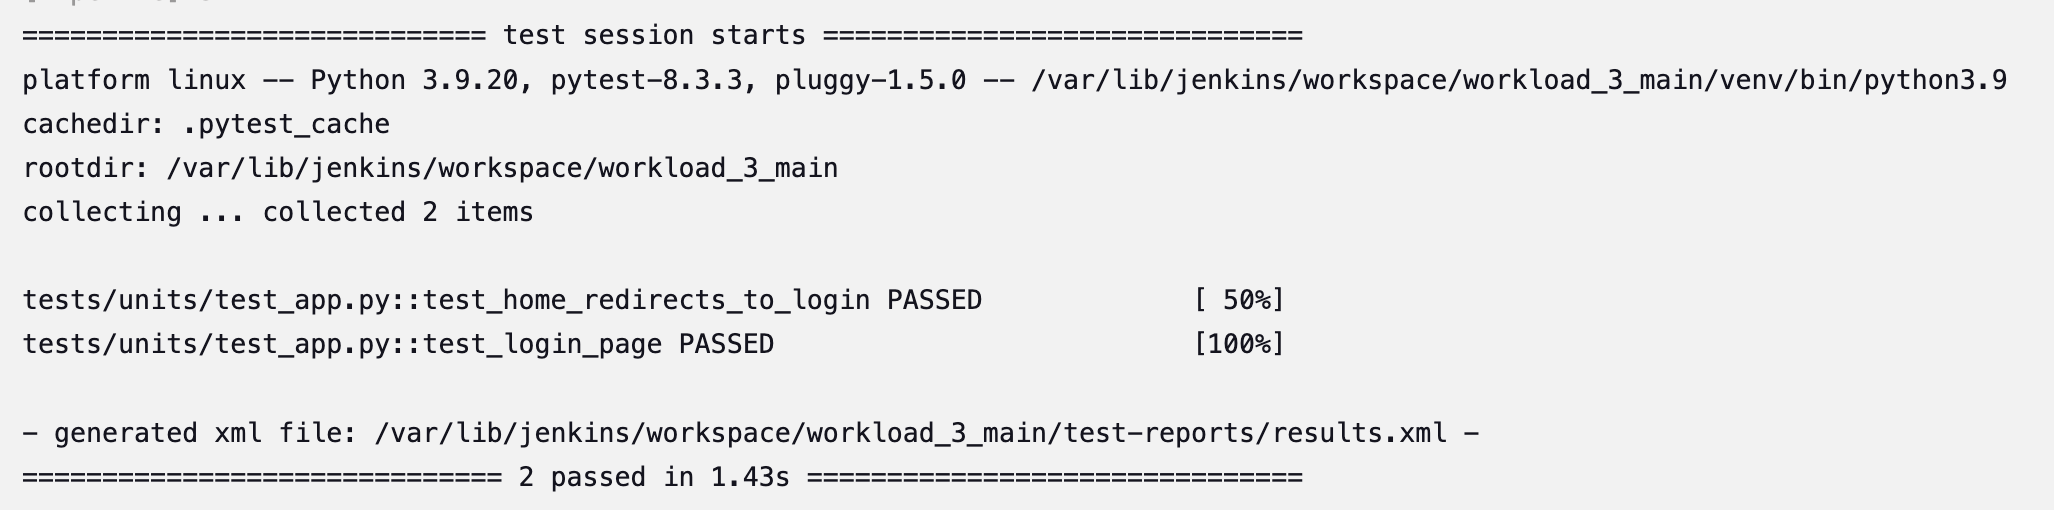 ============================= test session starts ==============================
platform linux -- Python 3.9.20, pytest-8.3.3, pluggy-1.5.0 -- /var/lib/jenkins/workspace/workload_3_main/venv/bin/python3.9
cachedir: .pytest_cache
rootdir: /var/lib/jenkins/workspace/workload_3_main
collecting ... collected 2 items
tests/units/test_app.py::test_home_redirects_to_login PASSED [ 50%]
tests/units/test_app.py::test_login_page PASSED [100%]
- generated xml file: /var/lib/jenkins/workspace/workload_3_main/test-reports/results.xml -
============================== 2 passed in 1.43s ===============================